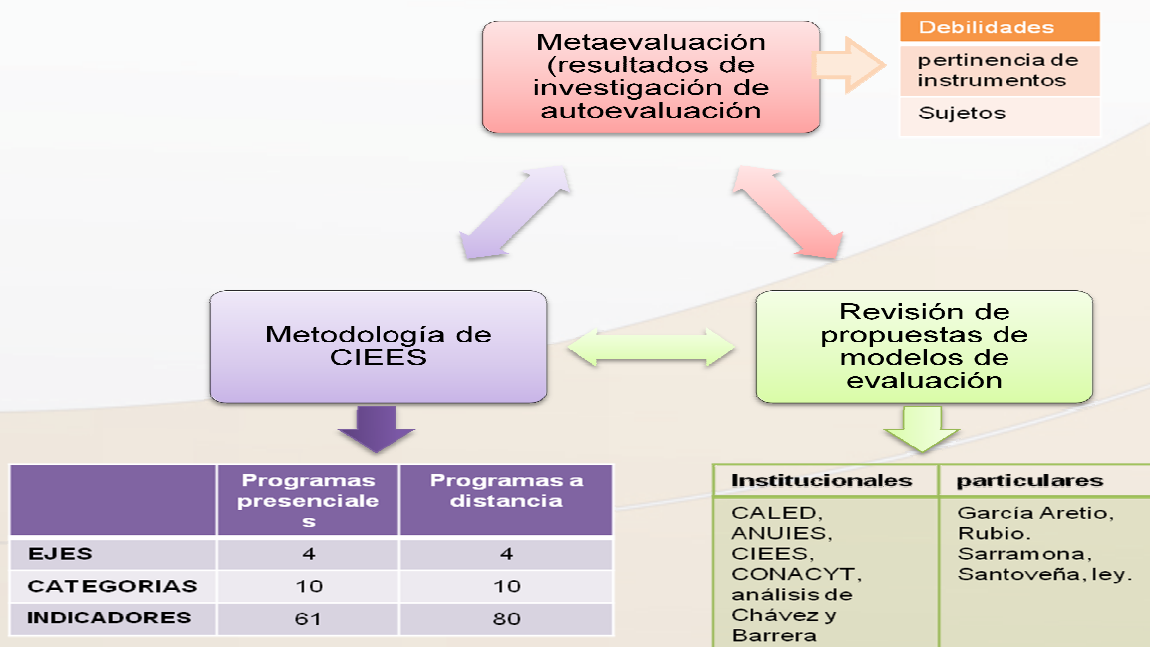 Metaevaluación
(resultados de
investigación de
autoevaluación
Debilidades
pertinencia de
instrumentos
Sujetos
Metodología de
CIEES
Revisión de
propuestas de
modelos de
evaluación
Programas
presenciale
s
Programas a
distancia
EJES 4 4
CATEGORIAS 10 10
INDICADORES 61 80
Institucionales
particulares
CALED,
ANUIES,
CIEES,
CONACYT,
análisis de
Chávez y
Barrera
García Aretio,
Rubio.
Sarramona,
Santoveña, ley.